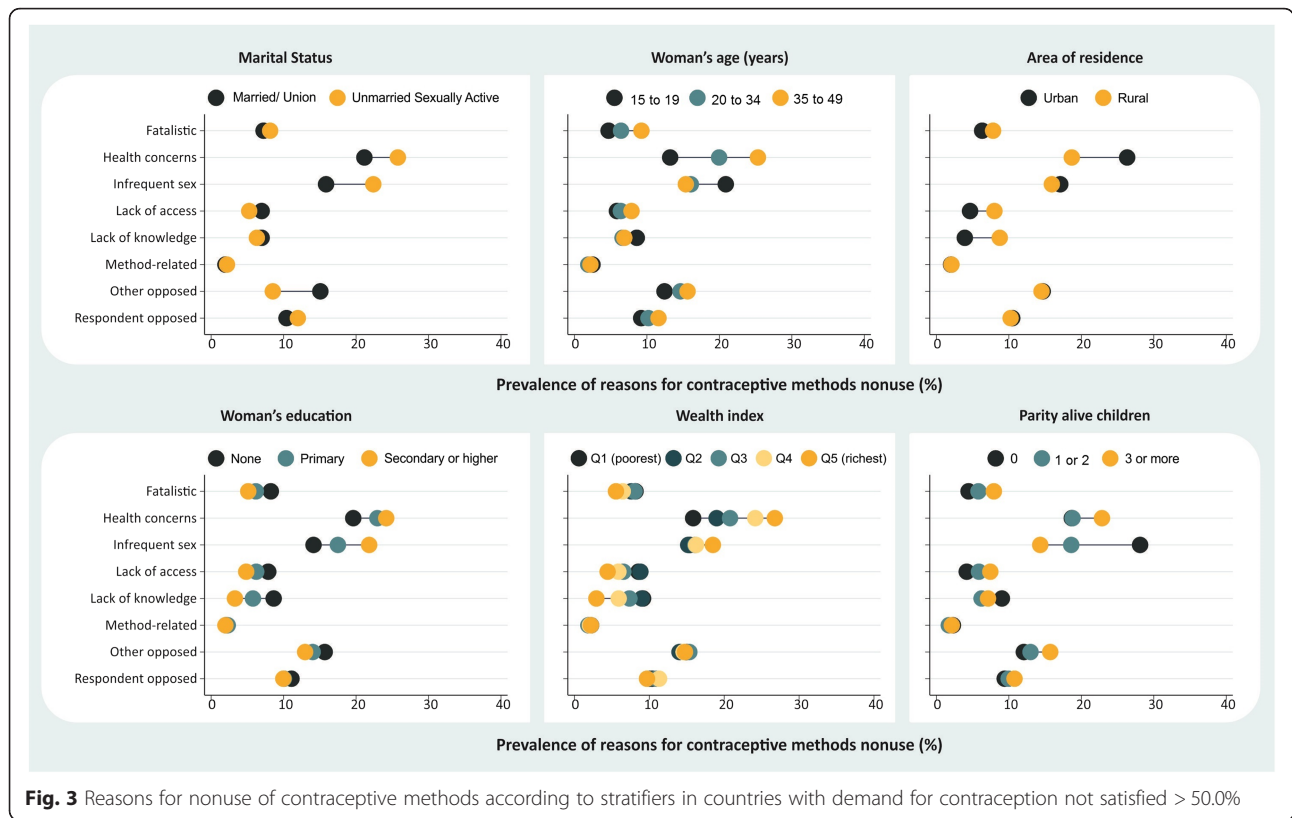 Marital Status
Woman's age (years)
Area of residence
Married/ Union Unmarried Sexually Active
15 to 19 20 to 34 35 to 49
Urban Rural
Fatalistic
Health concerns
Infrequent sex
Lack of access
Lack of knowledge
Method-related
Other opposed
Respondent opposed
0 10 20 30 40
0 10 20 30 40
0 10 20 30 40
Prevalence of reasons for contraceptive methods nonuse (%)
Woman's education
Wealth index
Parity alive children
None Primary Secondary or higher
Q1 (poorest) Q2 Q3 Q4 Q5 (richest)
0 1 or 2 3 or more
Fatalistic
Health concerns
Infrequent sex
Lack of access
Lack of knowledge
Method-related
Other opposed
Respondent opposed
0 10 20 30 40
0 10 20 30 40
0 10 20 30 40
Prevalence of reasons for contraceptive methods nonuse (%)
Fig. 3 Reasons for nonuse of contraceptive methods according to stratifiers in countries with demand for contraception not satisfied > 50.0%